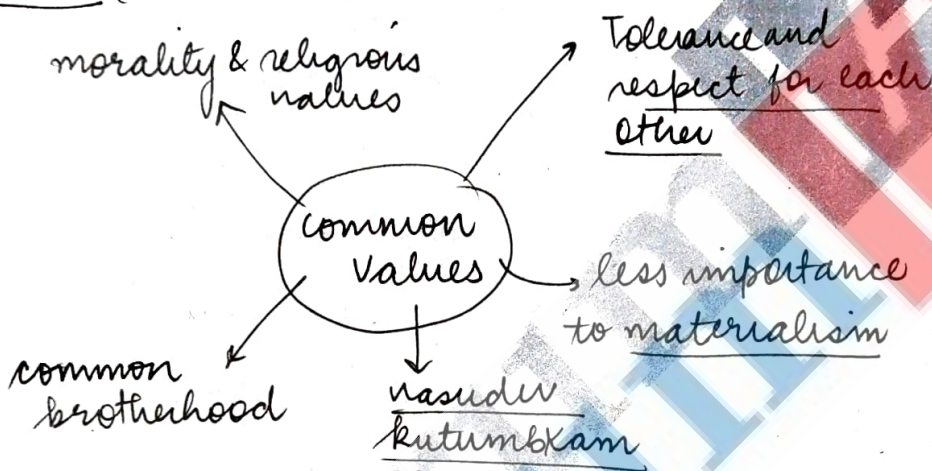 morality & religious
values
Tolerance and
respect for each
other
common
values
less importance
to materialism
common
brotherhood
vasudev
kutumbkam